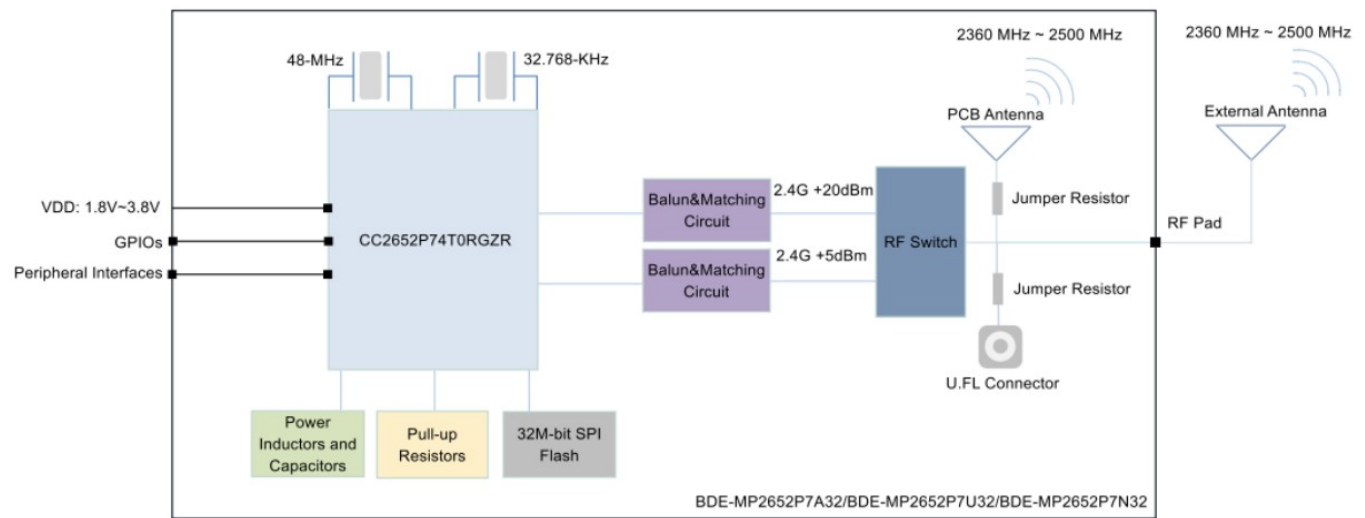 2360 MHz ~ 2500 MHz
2360 MHz ~ 2500 MHz
48-MHz
32.768-KHz
PCB Antenna
External Antenna
VDD: 1.8V~3.8V
GPIOs
Peripheral Interfaces
CC2652P74T0RGZR
Balun&Matching
Circuit
2.4G +20dBm
Balun&Matching
Circuit
2.4G +5dBm
RF Switch
Jumper Resistor
RF Pad
Jumper Resistor
U.FL Connector
Power
Inductors and
Capacitors
Pull-up
Resistors
32M-bit SPI
Flash
BDE-MP2652P7A32/BDE-MP2652P7U32/BDE-MP2652P7N32